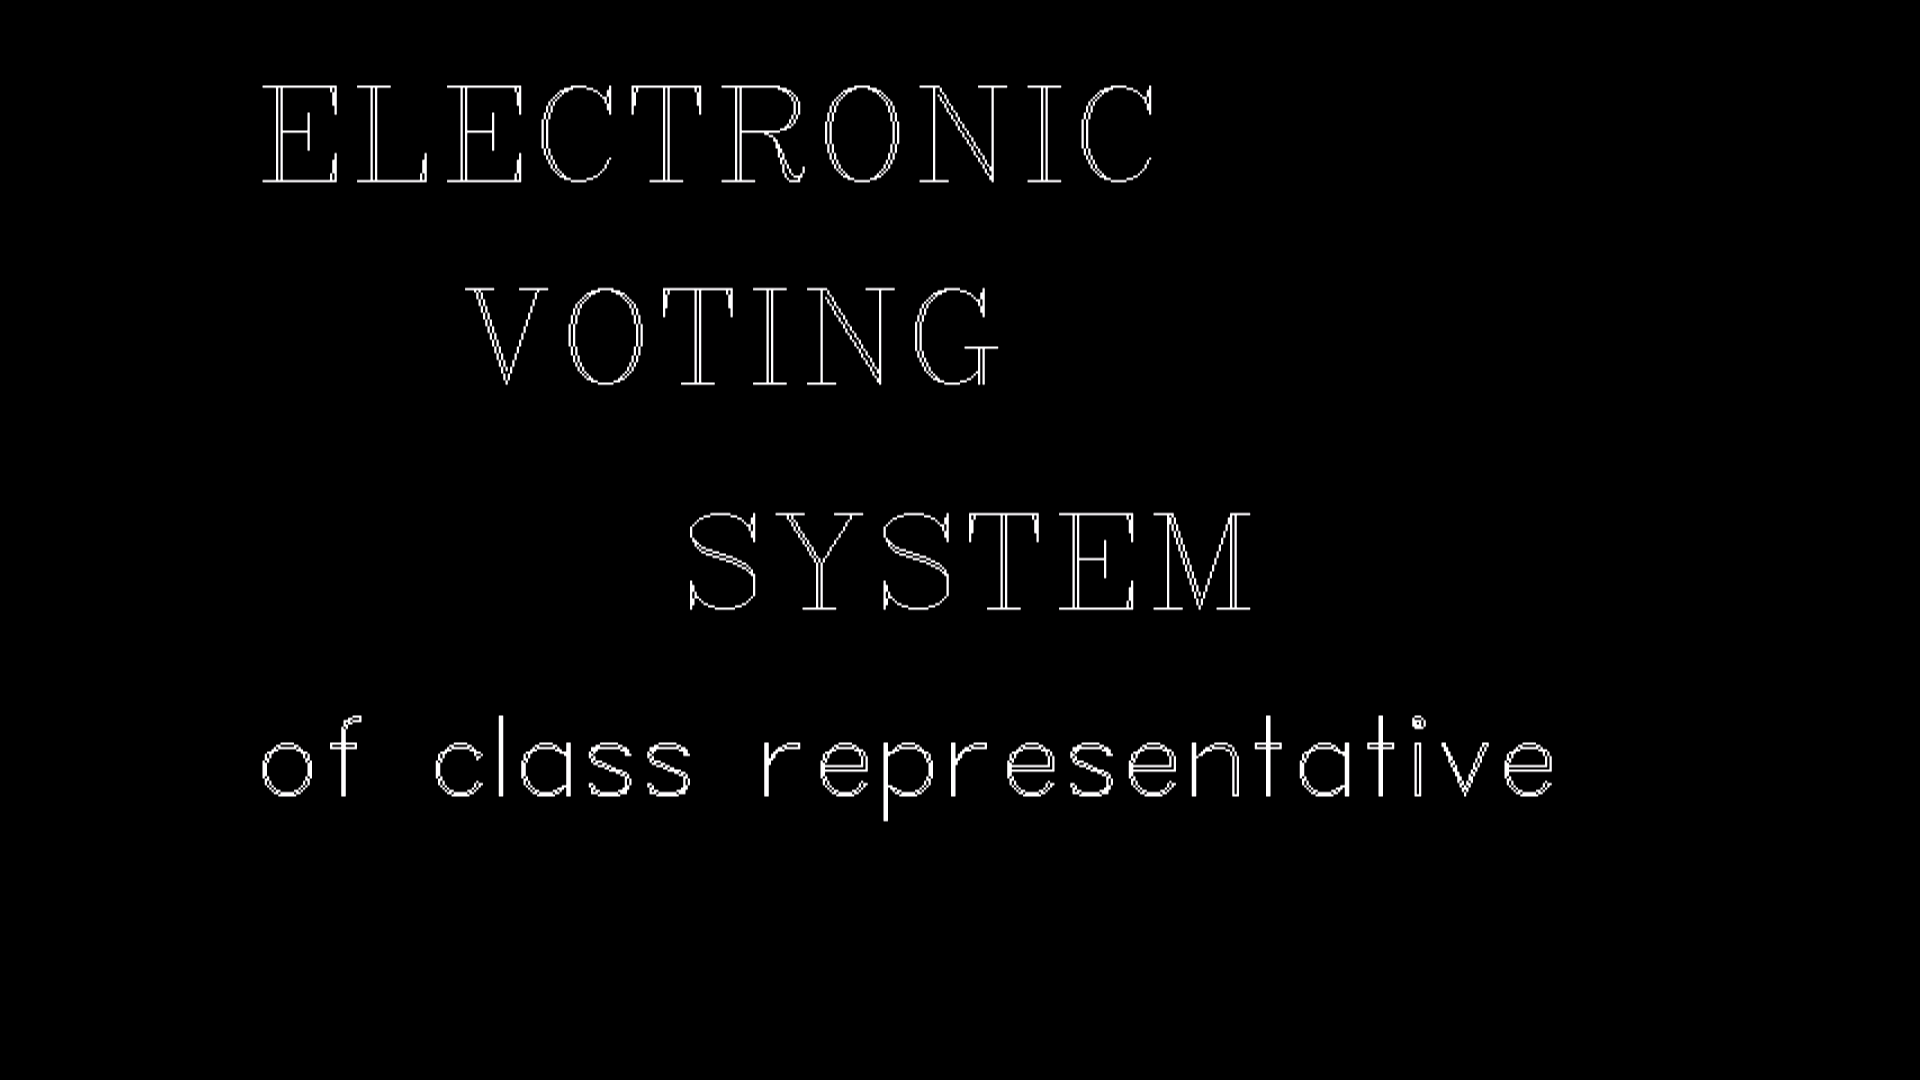 ELECTRONIC
VOTING
SYSTEM
of class representative